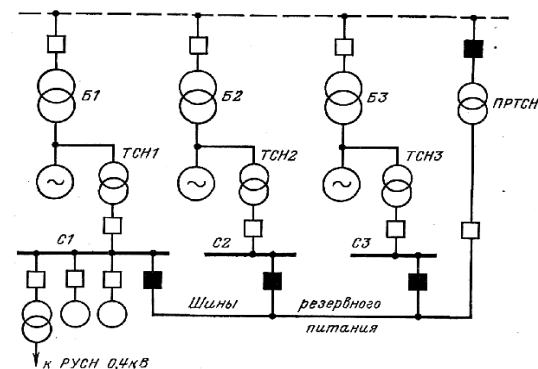 Б1
Б2
Б3
ПРТСН
ТСН1
ТСН2
ТСН3
С1
С2
С3
Шины резервного
питания
к РУСН 0,4кВ